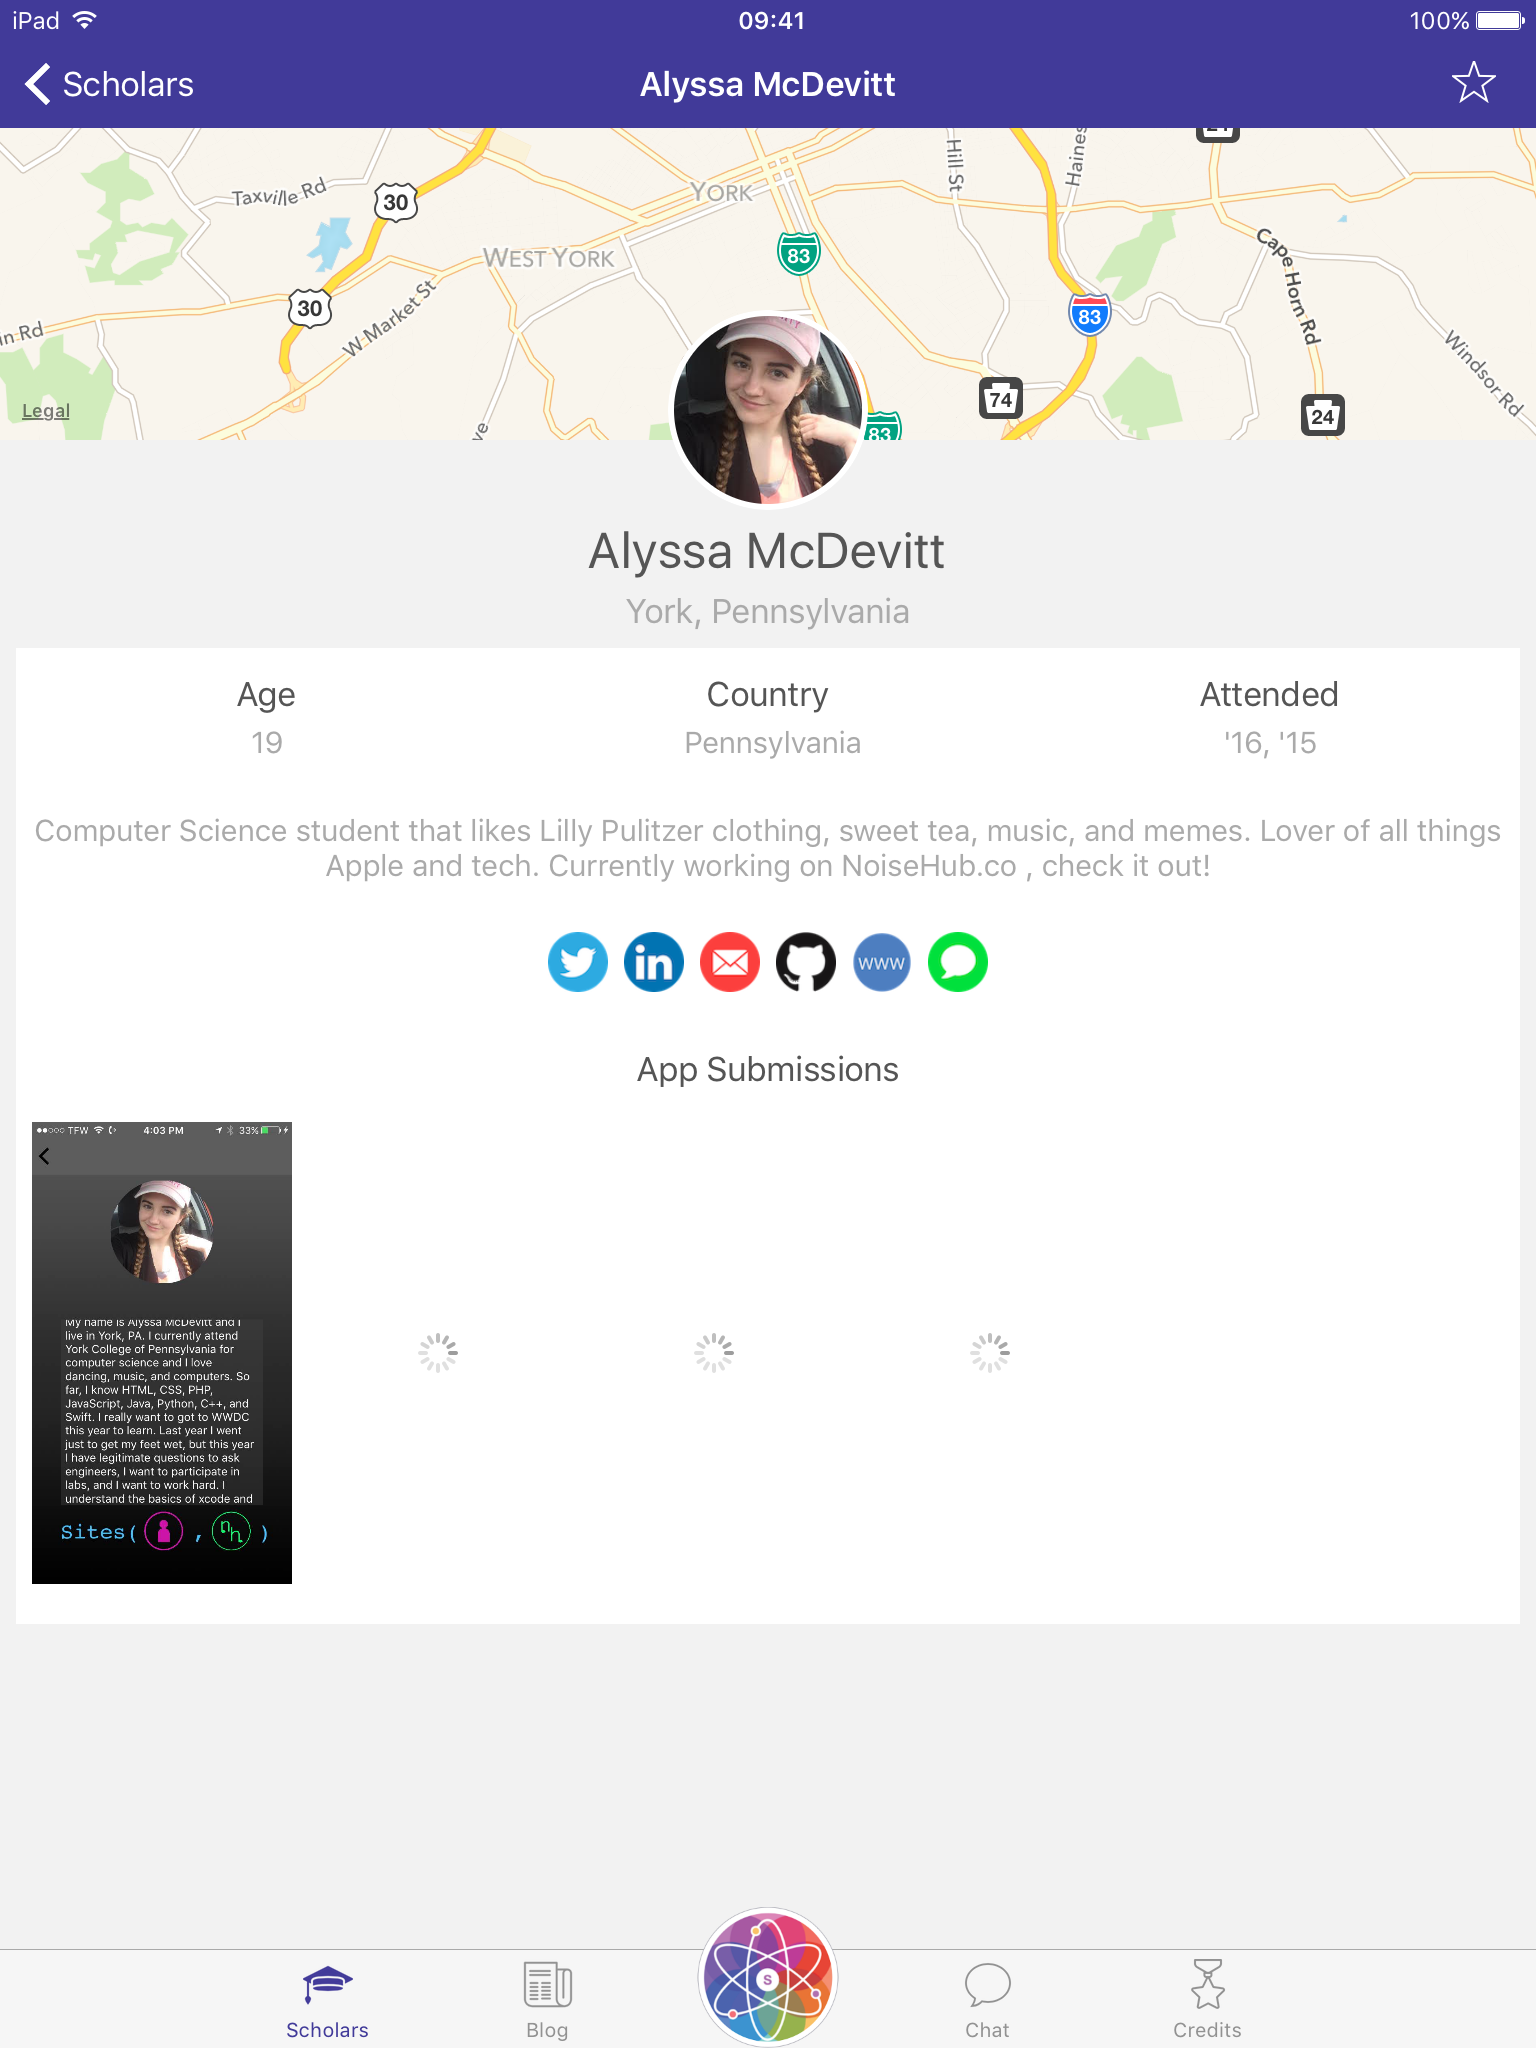 iPad 09:41 100%
Scholars Alyssa McDevitt
Taxville Rd
30
YORK
Hill St
Haines
WEST YORK
83
Cape Horn Rd
30
W Market St
83
in Rd
Windsor Rd
Legal
74
24
83
ve
Alyssa McDevitt
York, Pennsylvania
Age Country Attended
19 Pennsylvania '16, '15
Computer Science student that likes Lilly Pulitzer clothing, sweet tea, music, and memes. Lover of all things
Apple and tech. Currently working on NoiseHub.co , check it out!
in
www
App Submissions
TFW 4:03 PM 33%
My name is Alyssa McDevitt and I
live in York, PA. I currently attend
York College of Pennsylvania for
computer science and I love
dancing, music, and computers. So
far, I know HTML, CSS, PHP,
JavaScript, Java, Python, C++, and
Swift. I really want to got to WWDC
this year to learn. Last year I went
just to get my feet wet, but this year
I have legitimate questions to ask
engineers, I want to participate in
labs, and I want to work hard. I
understand the basics of xcode and
Sites( , nh )
S
Scholars Blog Chat Credits